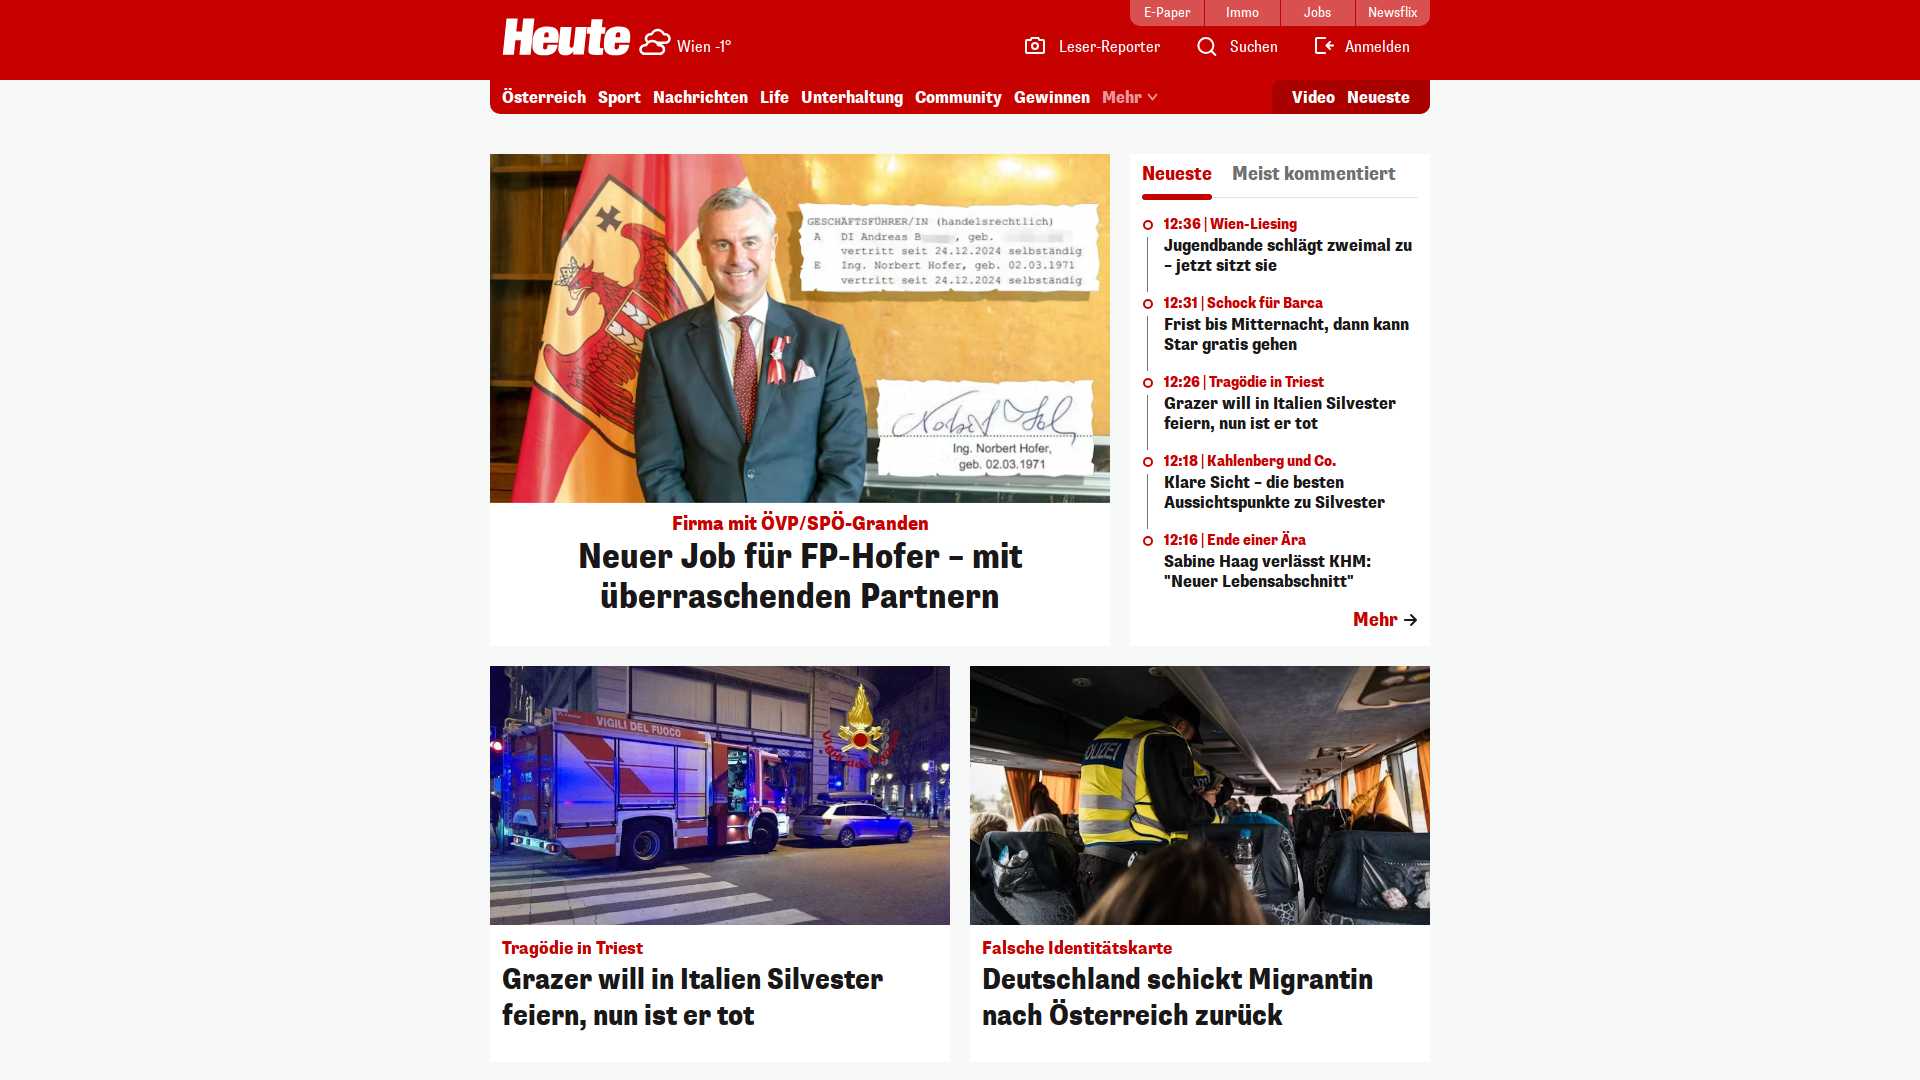 E-Paper
Immo
Jobs
Newsflix
Heute
Wien -1°
Leser-Reporter
Suchen
Anmelden
Österreich
Sport
Nachrichten
Life
Unterhaltung
Community
Gewinnen
Mehr
Video
Neueste
GESCHÄFTSFÜHRER/IN (handelsrechtlich)
A DI Andreas B , geb.
vertritt seit 24.12.2024 selbständig
E Ing. Norbert Hofer, geb. 02.03.1971
vertritt seit 24.12.2024 selbständig
Ing. Norbert Hofer,
geb. 02.03.1971
Firma mit ÖVP/SPÖ-Granden
Neuer Job für FP-Hofer – mit
überraschenden Partnern
Neueste
Meist kommentiert
12:36 | Wien-Liesing
Jugendbande schlägt zweimal zu
– jetzt sitzt sie
12:31 | Schock für Barca
Frist bis Mitternacht, dann kann
Star gratis gehen
12:26 | Tragödie in Triest
Grazer will in Italien Silvester
feiern, nun ist er tot
12:18 | Kahlenberg und Co.
Klare Sicht – die besten
Aussichtspunkte zu Silvester
12:16 | Ende einer Ära
Sabine Haag verlässt KHM:
"Neuer Lebensabschnitt"
Mehr
VIGILI DEL FUOCO
POLIZEI
Tragödie in Triest
Grazer will in Italien Silvester
feiern, nun ist er tot
Falsche Identitätskarte
Deutschland schickt Migrantin
nach Österreich zurück